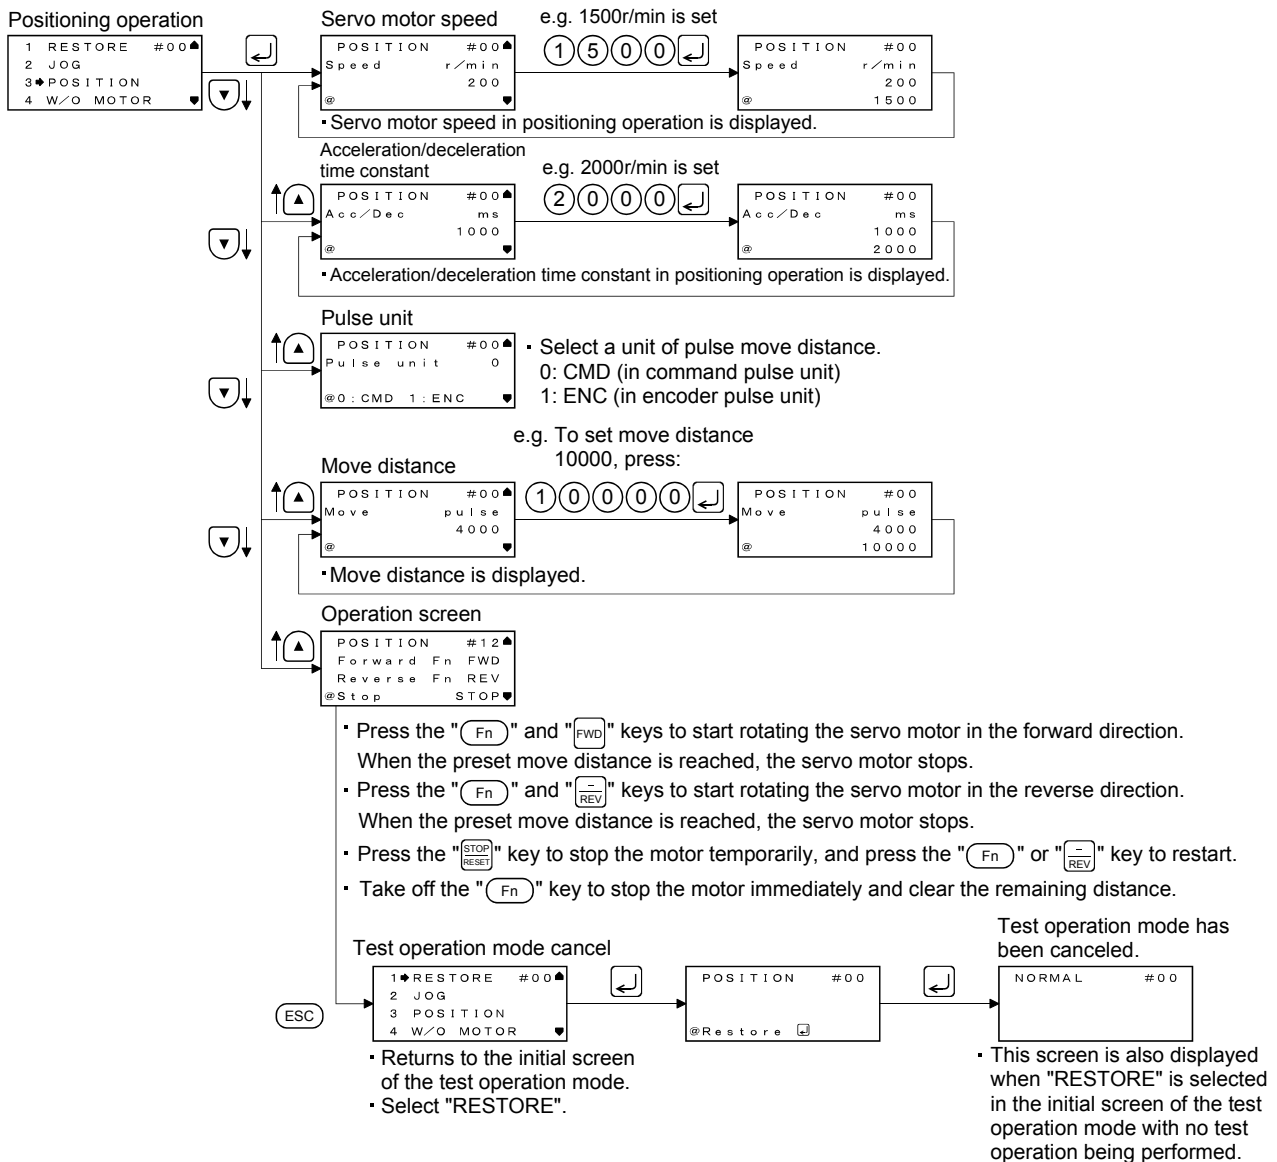 Positioning operation
1 RESTORE #00
2 JOG
3 POSITION
4 W/O MOTOR
Servo motor speed
POSITION #00
Speed r/min
200
@
e.g. 1500r/min is set
1 5 0 0
POSITION #00
Speed r/min
200
@ 1500
Servo motor speed in positioning operation is displayed.
Acceleration/deceleration
time constant
POSITION #00
Acc/Dec ms
1000
@
e.g. 2000r/min is set
2 0 0 0
POSITION #00
Acc/Dec ms
1000
@ 2000
Acceleration/deceleration time constant in positioning operation is displayed.
Pulse unit
POSITION #00
Pulse unit 0
@0:CMD 1:ENC
Select a unit of pulse move distance.
0: CMD (in command pulse unit)
1: ENC (in encoder pulse unit)
Move distance
POSITION #00
Move pulse
4000
@
e.g. To set move distance
10000, press:
1 0 0 0 0
POSITION #00
Move pulse
4000
@ 10000
Move distance is displayed.
Operation screen
POSITION #12
Forward Fn FWD
Reverse Fn REV
@Stop STOP
Press the "Fn" and "FWD" keys to start rotating the servo motor in the forward direction.
When the preset move distance is reached, the servo motor stops.
Press the "Fn" and "- REV" keys to start rotating the servo motor in the reverse direction.
When the preset move distance is reached, the servo motor stops.
Press the "STOP RESET" key to stop the motor temporarily, and press the "Fn" or "- REV" key to restart.
Take off the "Fn" key to stop the motor immediately and clear the remaining distance.
ESC
Test operation mode cancel
1 RESTORE #00
2 JOG
3 POSITION
4 W/O MOTOR
Returns to the initial screen
of the test operation mode.
Select "RESTORE".
POSITION #00
@Restore
Test operation mode has
been canceled.
NORMAL #00
This screen is also displayed
when "RESTORE" is selected
in the initial screen of the test
operation mode with no test
operation being performed.